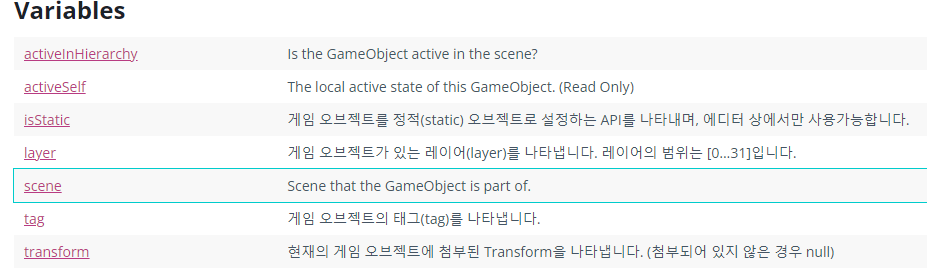 Variables
activeInHierarchy Is the GameObject active in the scene?
activeSelf The local active state of this GameObject. (Read Only)
isStatic 게임 오브젝트를 정적(static) 오브젝트로 설정하는 API를 나타내며, 에디터 상에서만 사용가능합니다.
layer 게임 오브젝트가 있는 레이어(layer)를 나타냅니다. 레이어의 범위는 [0...31]입니다.
scene Scene that the GameObject is part of.
tag 게임 오브젝트의 태그(tag)를 나타냅니다.
transform 현재의 게임 오브젝트에 첨부된 Transform을 나타냅니다. (첨부되어 있지 않은 경우 null)